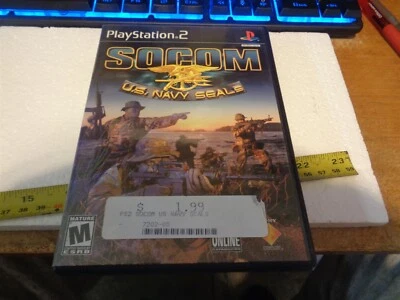 PlayStation 2
SOCOM
U.S. NAVY SEALS
$ 1.99
PS2 SOCOM US NAVY SEALS
MATURE
M
ESRB
ONLINE
15
22
23